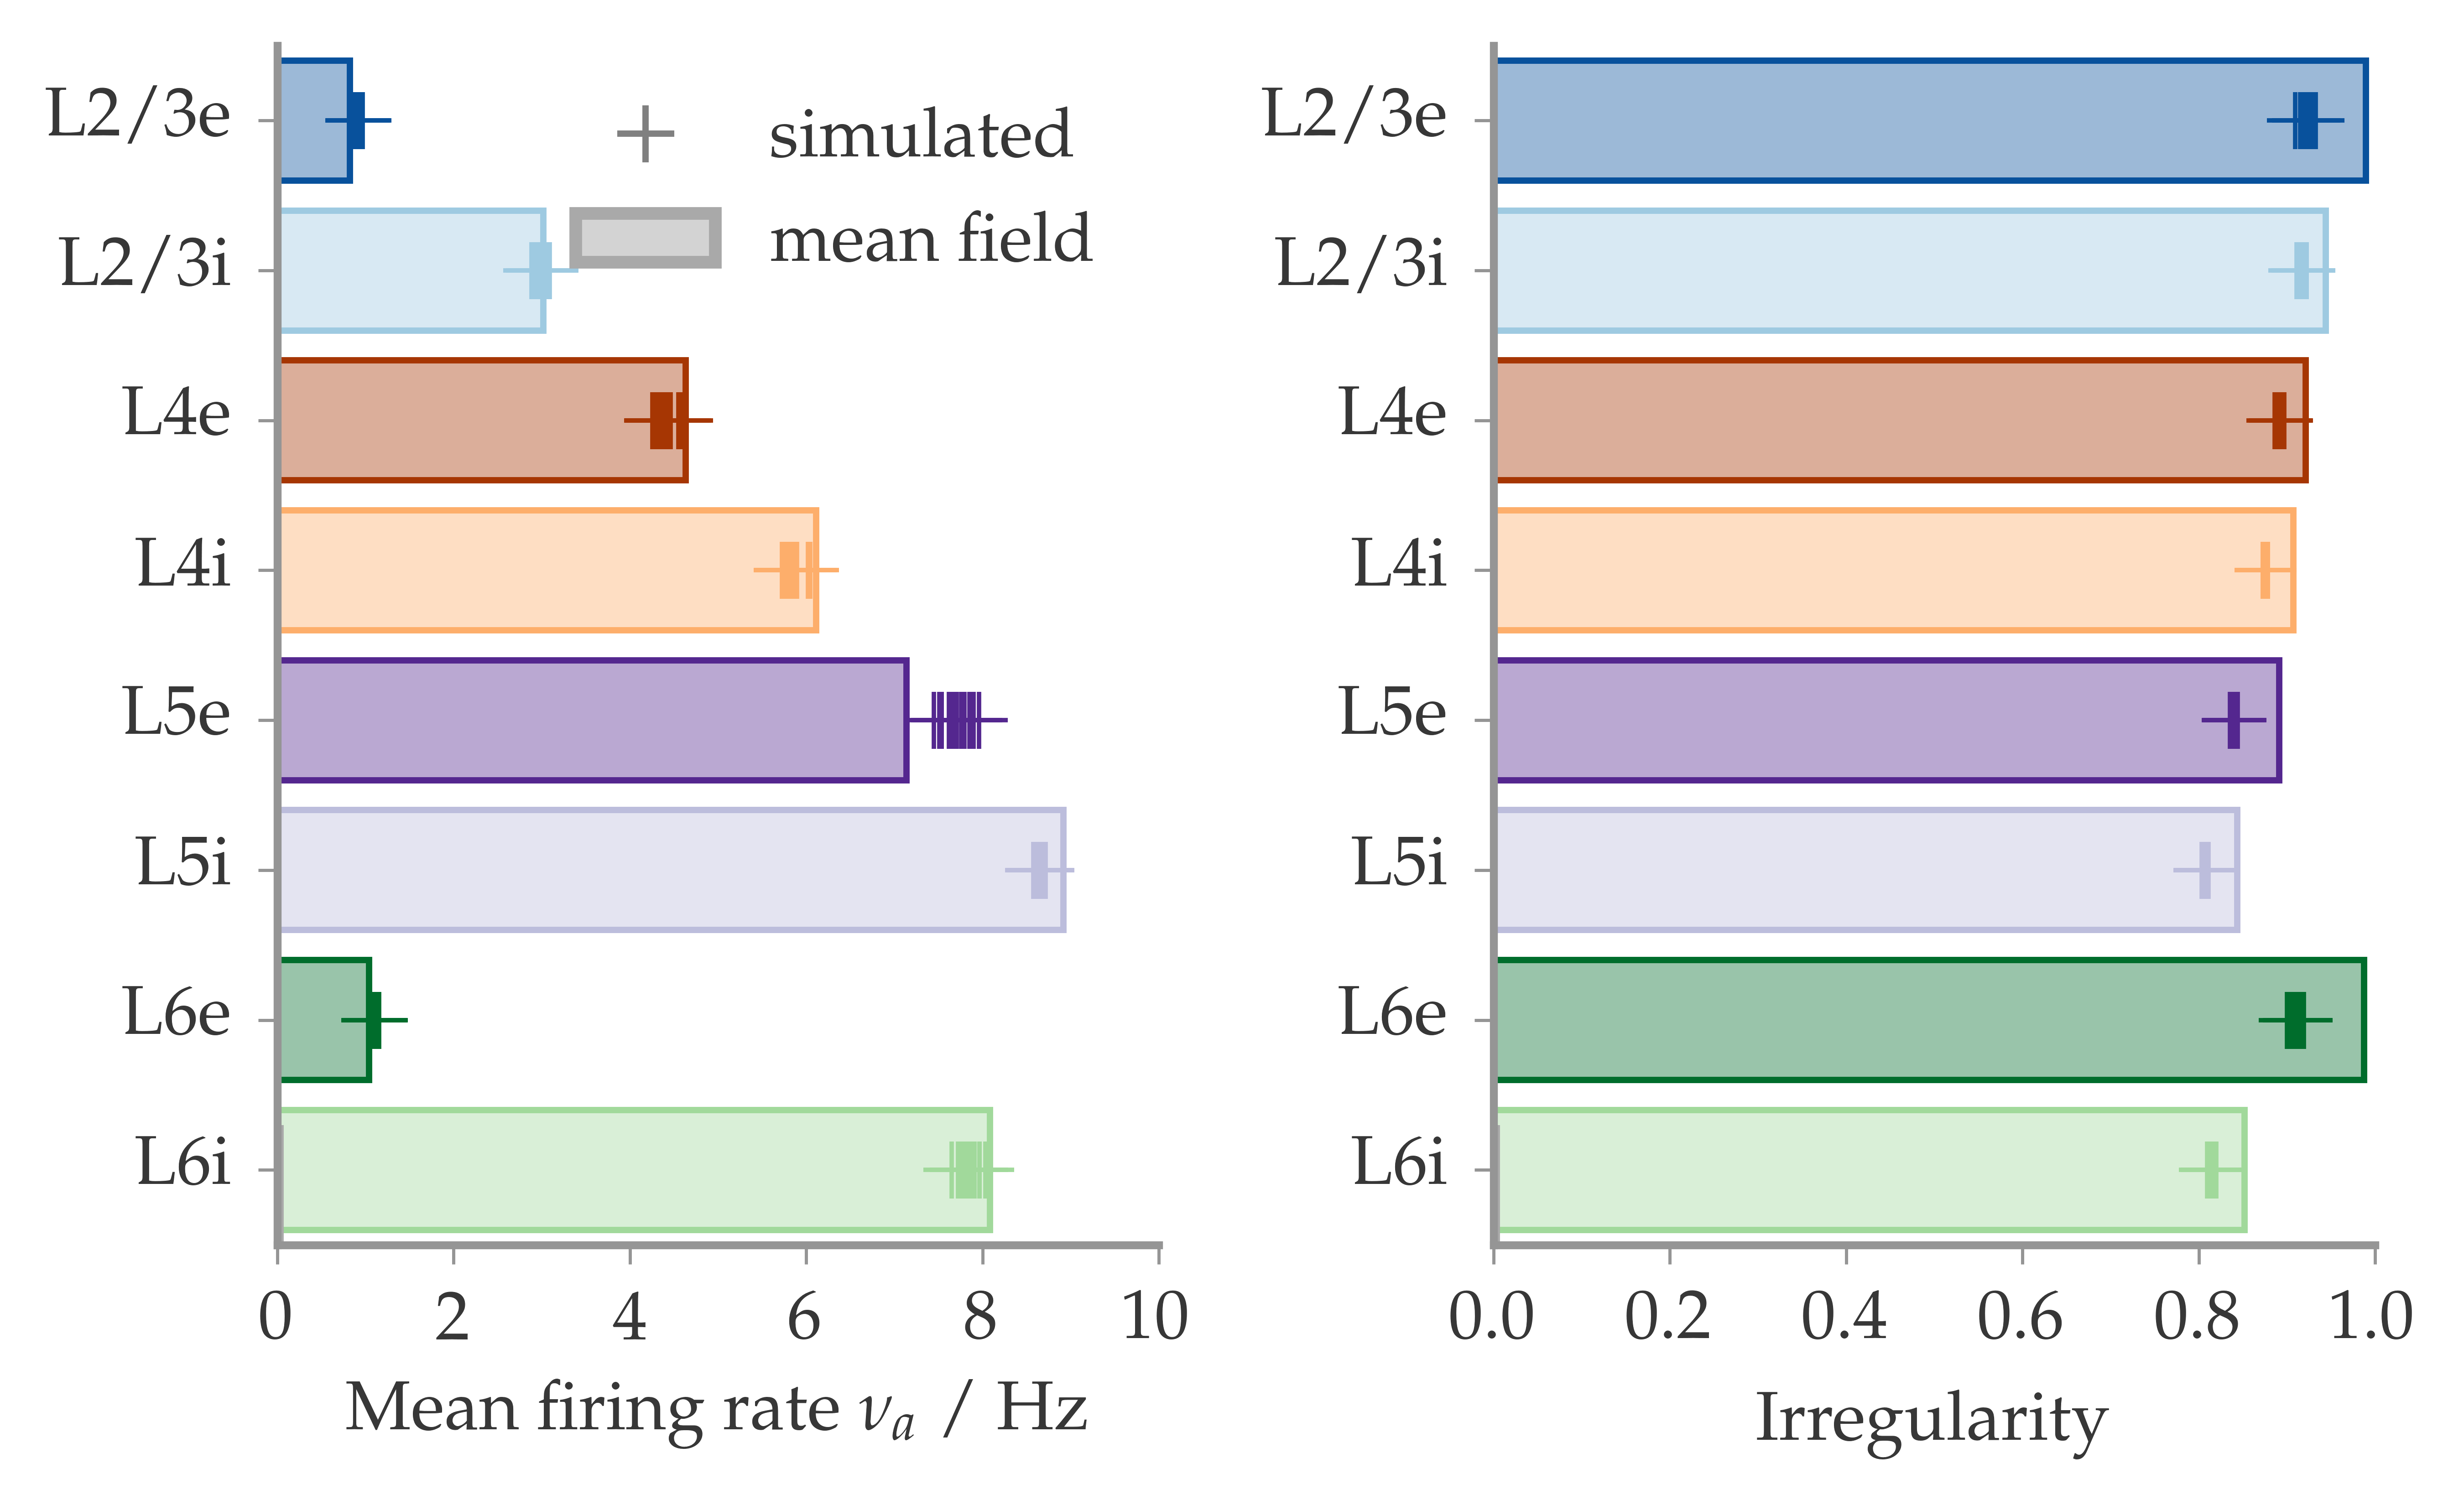 L2/3e
L2/3i
L4e
L4i
L5e
L5i
L6e
L6i
simulated
mean field
0 2 4 6 8 10
Mean firing rate νa / Hz
L2/3e
L2/3i
L4e
L4i
L5e
L5i
L6e
L6i
0.0 0.2 0.4 0.6 0.8 1.0
Irregularity